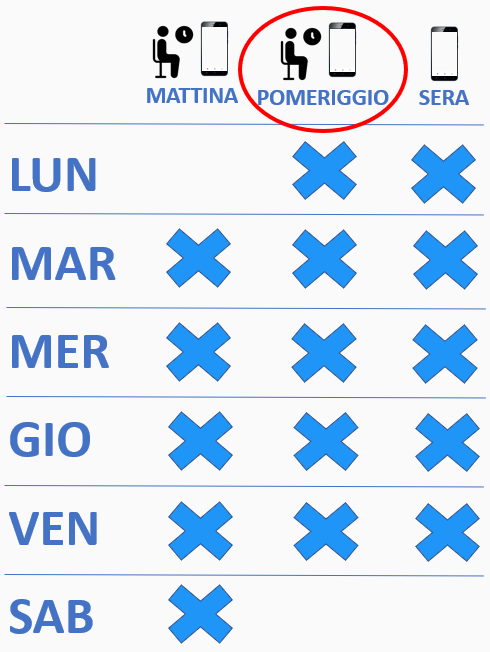 MATTINA POMERIGGIO SERA
LUN
MAR
MER
GIO
VEN
SAB